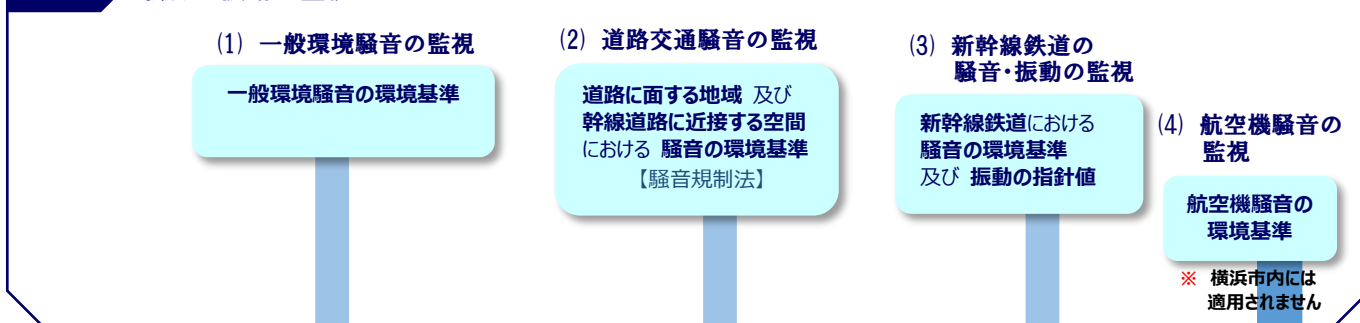 (1) 一般環境騒音の監視
一般環境騒音の環境基準
(2) 道路交通騒音の監視
道路に面する地域 及び
幹線道路に近接する空間
における 騒音の環境基準
【騒音規制法】
(3) 新幹線鉄道の
騒音・振動の監視
新幹線鉄道における
騒音の環境基準
及び 振動の指針値
(4) 航空機騒音の
監視
航空機騒音の
環境基準
※ 横浜市内には
適用されません